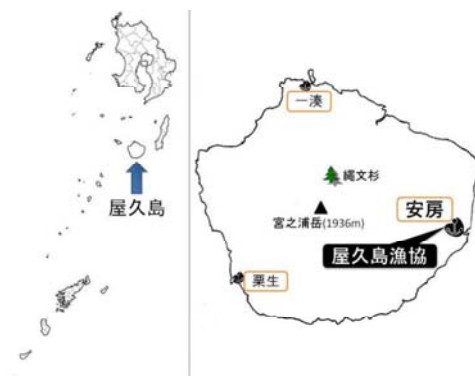 屋久島
一湊
縄文杉
宮之浦岳(1936m)
安房
屋久島漁協
栗生